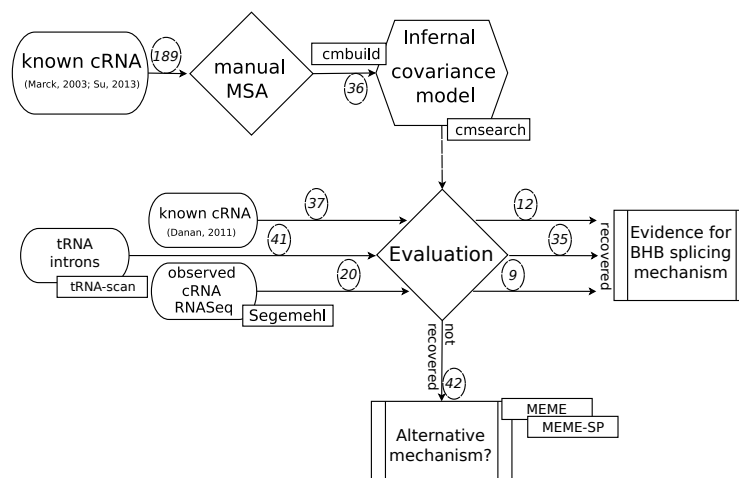 known cRNA
(Marck, 2003; Su, 2013)
189
manual
MSA
cmbuild
36
Infernal
covariance
model
cmsearch
known cRNA
(Danan, 2011)
37
tRNA
introns
tRNA-scan
41
observed
cRNA
RNASeq
Segemehl
20
Evaluation
12
35
9
recovered
Evidence for
BHB splicing
mechanism
not
recovered
42
Alternative
mechanism?
MEME
MEME-SP